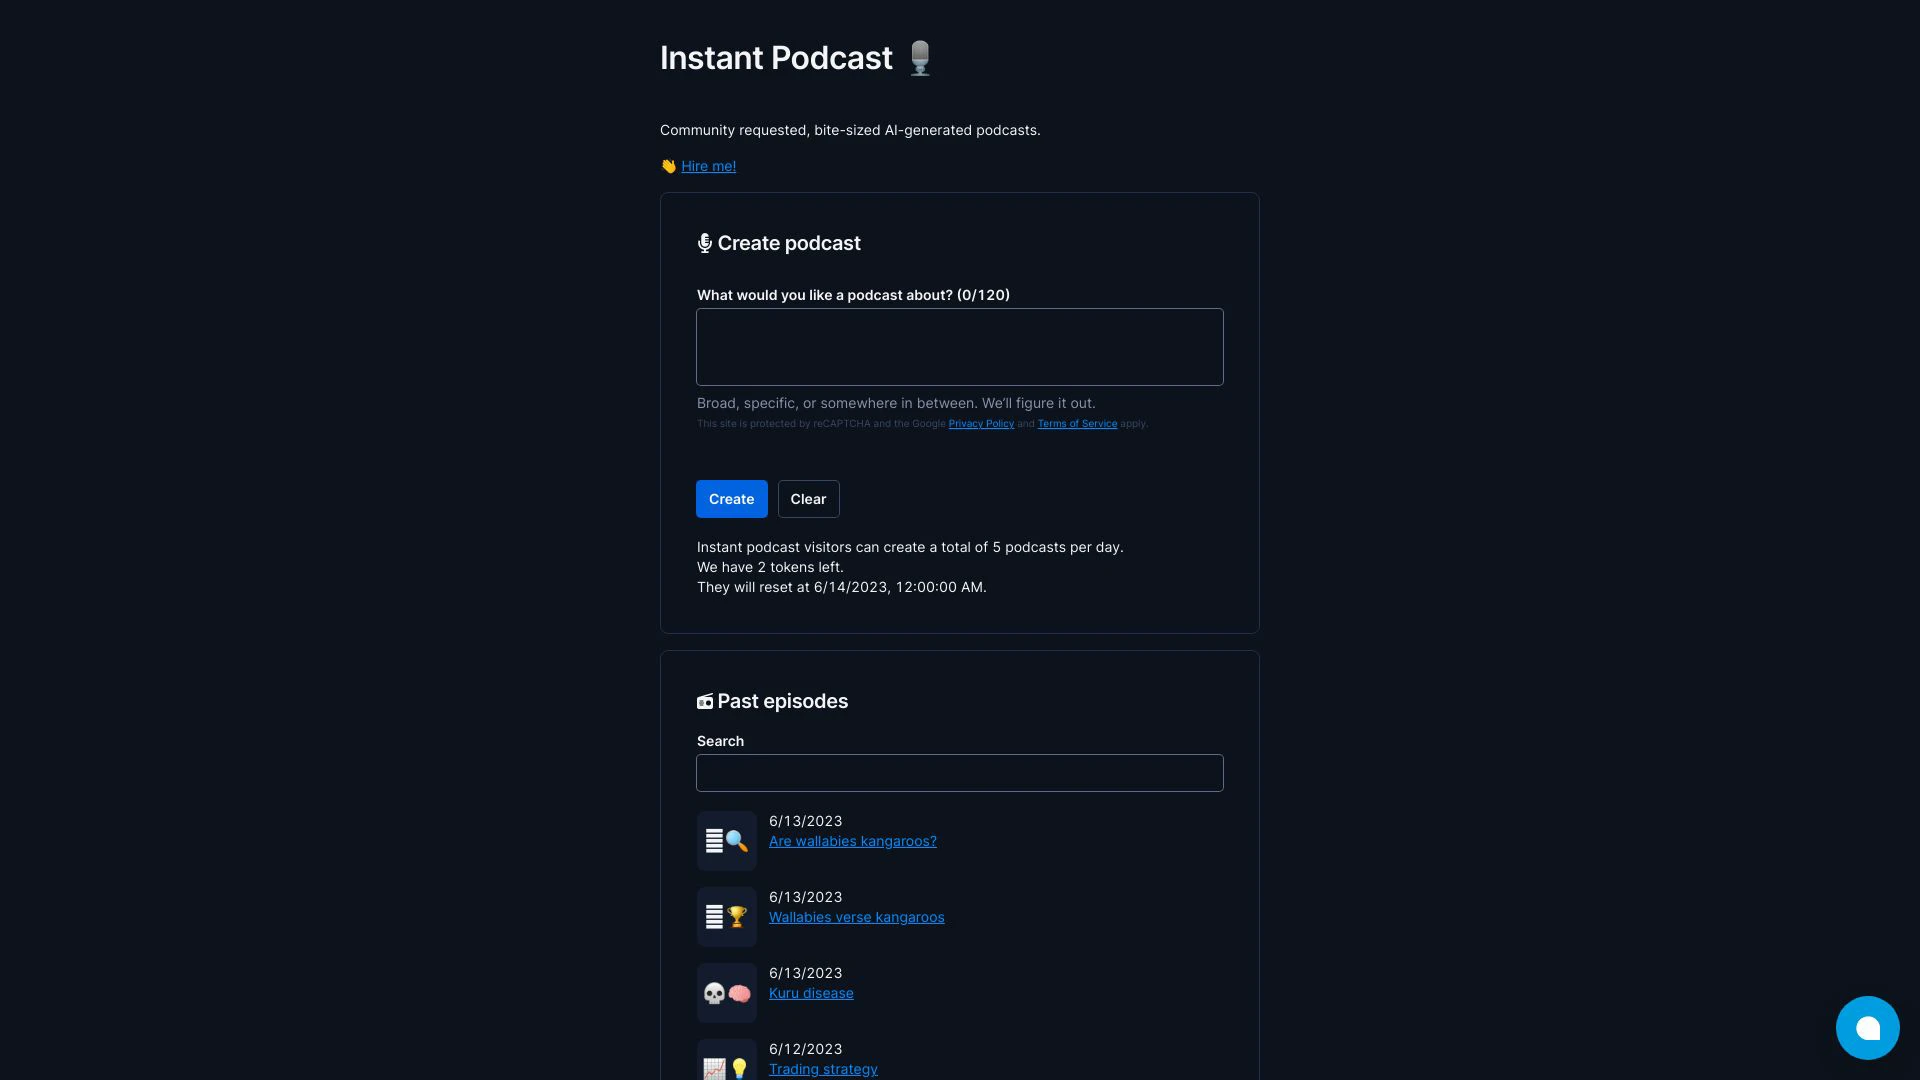 Instant Podcast
Community requested, bite-sized AI-generated podcasts.
Hire me!
Create podcast
What would you like a podcast about? (0/120)
Broad, specific, or somewhere in between. We'll figure it out.
This site is protected by reCAPTCHA and the Google Privacy Policy and Terms of Service apply.
Create Clear
Instant podcast visitors can create a total of 5 podcasts per day.
We have 2 tokens left.
They will reset at 6/14/2023, 12:00:00 AM.
Past episodes
Search
6/13/2023
Are wallabies kangaroos?
6/13/2023
Wallabies verse kangaroos
6/13/2023
Kuru disease
6/12/2023
Trading strategy